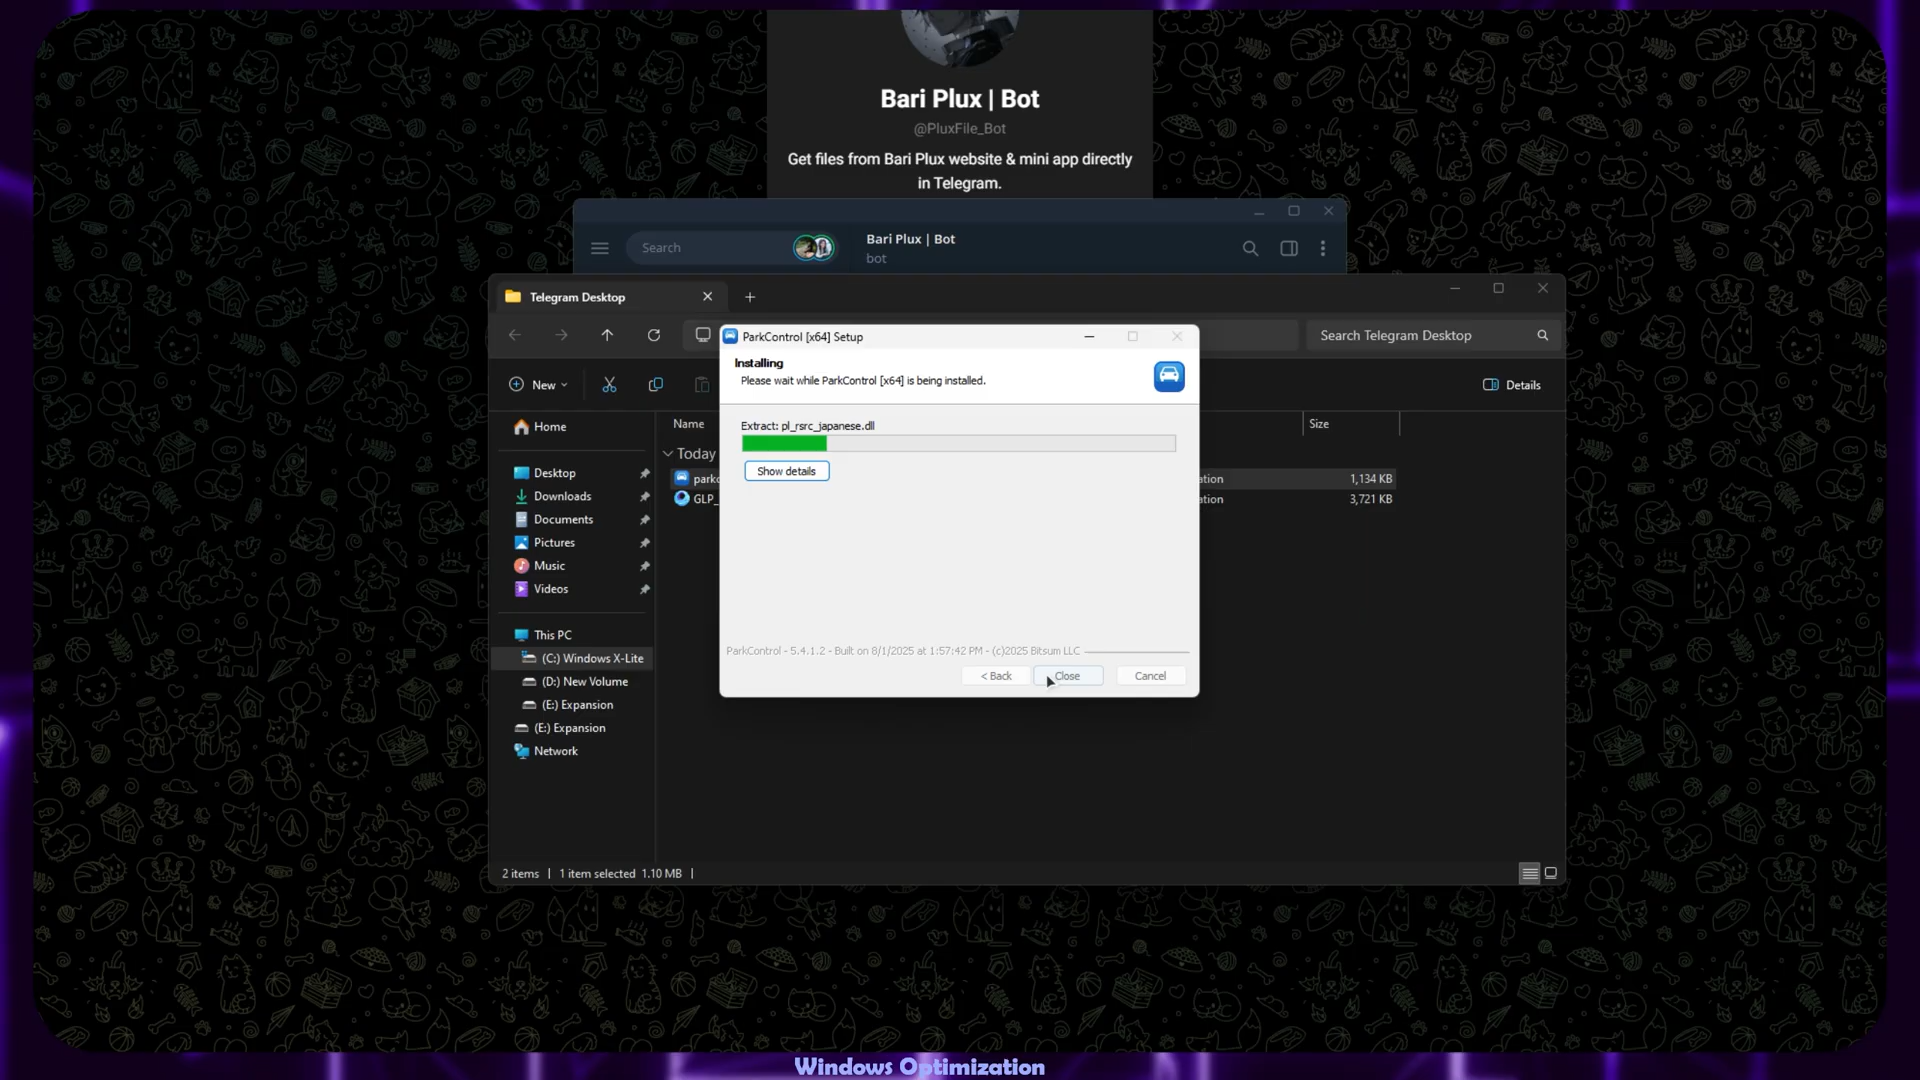 Bari Plux | Bot
@PluxFile_Bot
Get files from Bari Plux website & mini app directly
in Telegram.
Search
Bari Plux | Bot
bot
Telegram Desktop
Search Telegram Desktop
New
Details
ParkControl [x64] Setup
Installing
Please wait while ParkControl [x64] is being installed.
Extract: pl_rsrc_japanese.dll
Show details
ParkControl - 5.4.1.2 - Built on 8/1/2025 at 1:57:42 PM - (c)2025 Bitsum LLC
< Back
Close
Cancel
Home
Desktop
Downloads
Documents
Pictures
Music
Videos
This PC
(C:) Windows X-Lite
(D:) New Volume
(E:) Expansion
(E:) Expansion
Network
Name
Size
Today
1,134 KB
GLP_
3,721 KB
2 items
1 item selected 1.10 MB
Windows Optimization